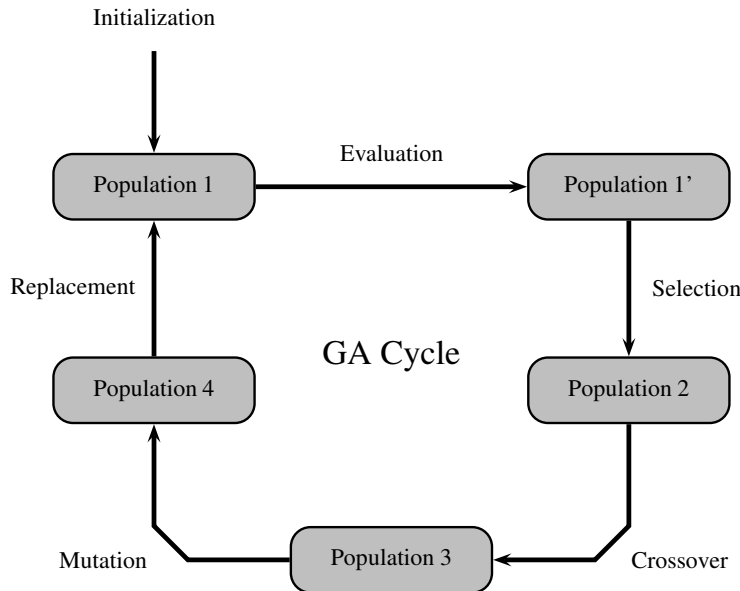 Initialization
Evaluation
Population 1
Population 1’
Replacement
Selection
GA Cycle
Population 4
Population 2
Mutation
Population 3
Crossover